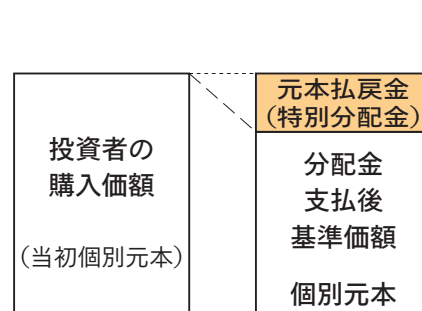 投資者の
購入価額
(当初個別元本)
元本払戻金
(特別分配金)
分配金
支払後
基準価額
個別元本